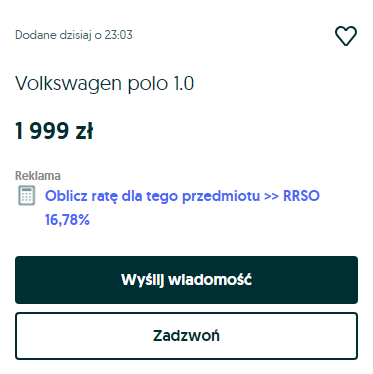 Dodane dzisiaj o 23:03
Volkswagen polo 1.0
1 999 zł
Reklama
Oblicz ratę dla tego przedmiotu >> RRSO
16,78%
Wyślij wiadomość
Zadzwoń